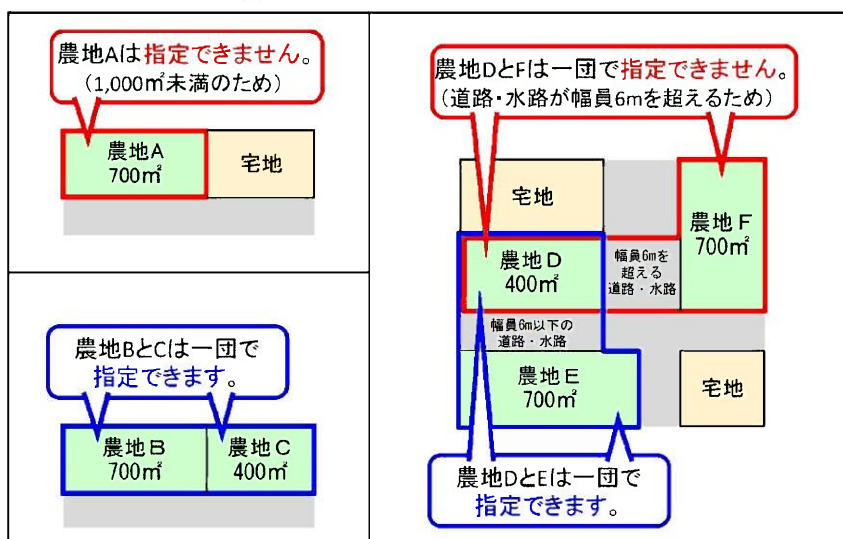 農地Aは指定できません。
(1,000㎡未満のため)
農地A
700㎡
宅地
農地BとCは一団で
指定できます。
農地B
700㎡
農地C
400㎡
農地DとFは一団で指定できません。
(道路・水路が幅員6mを超えるため)
宅地
農地F
700㎡
農地D
400㎡
幅員6mを
超える
道路・水路
幅員6m以下の
道路・水路
農地E
700㎡
宅地
農地DとEは一団で
指定できます。